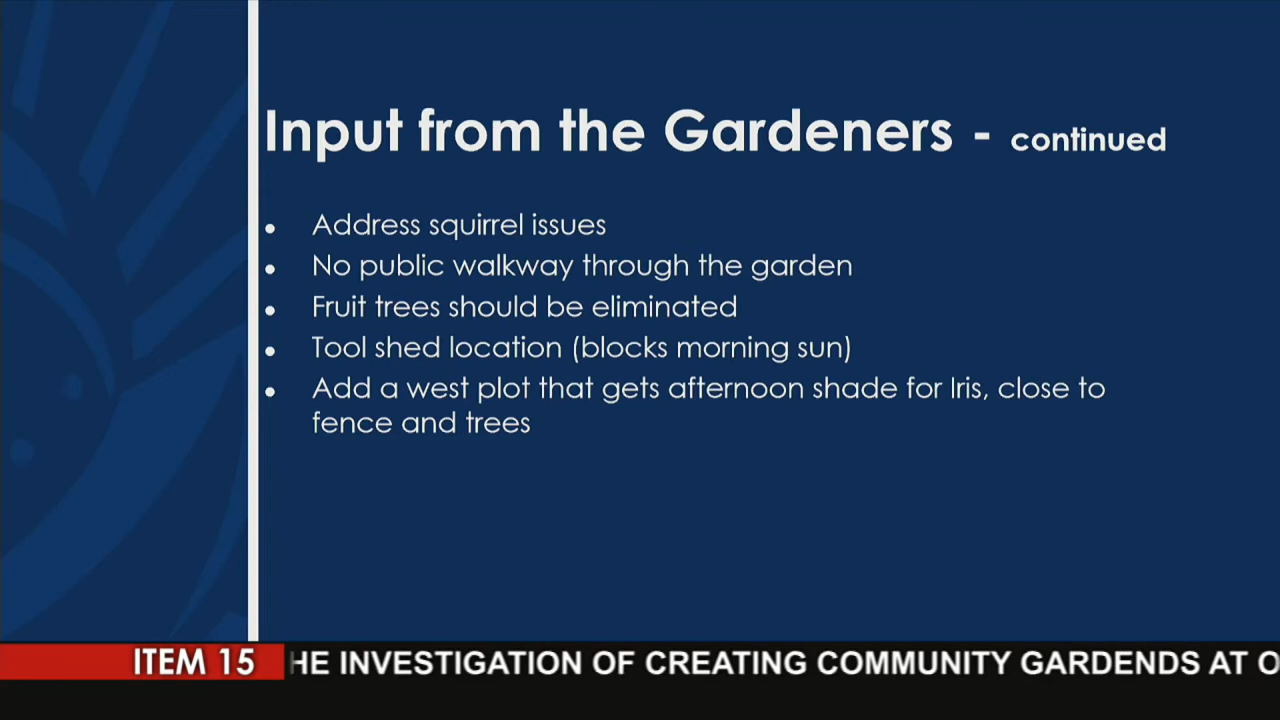 Input from the Gardeners - continued
• Address squirrel issues
• No public walkway through the garden
• Fruit trees should be eliminated
• Tool shed location (blocks morning sun)
• Add a west plot that gets afternoon shade for Iris, close to
fence and trees
ITEM 15 HE INVESTIGATION OF CREATING COMMUNITY GARDENDS AT O